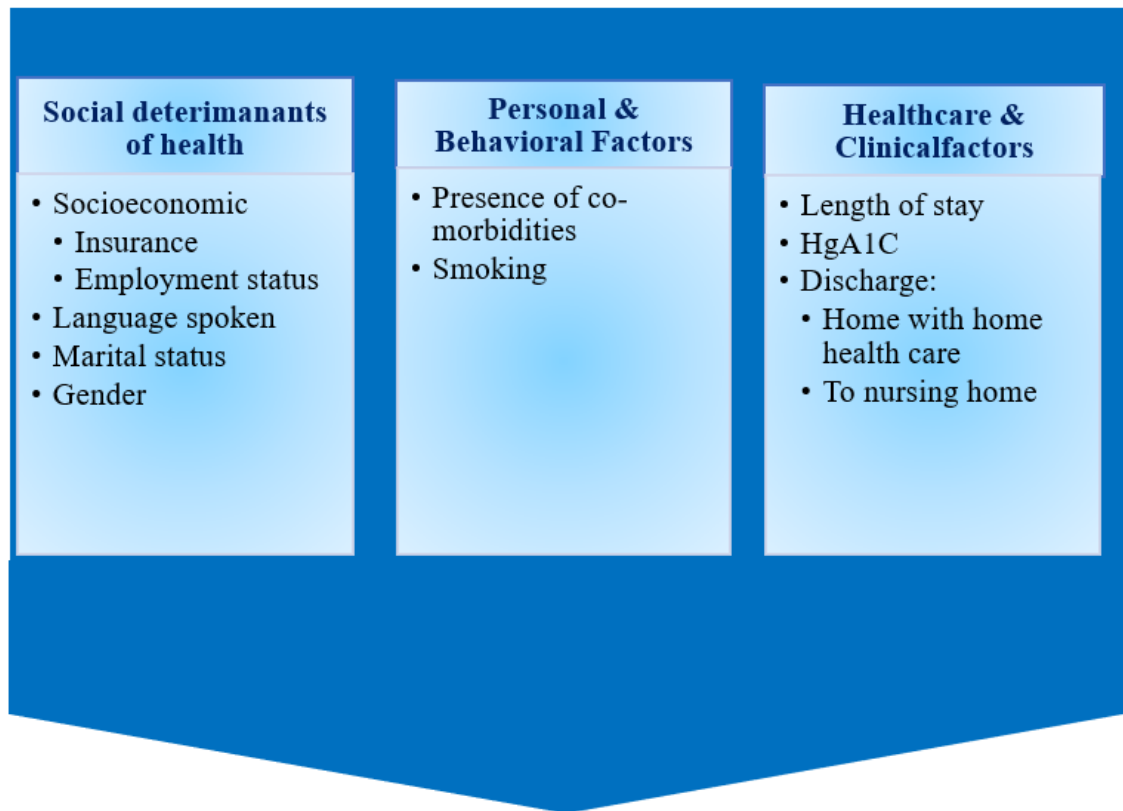 Social deterimanants
of health
• Socioeconomic
• Insurance
• Employment status
• Language spoken
• Marital status
• Gender
Personal &
Behavioral Factors
• Presence of co-
morbidities
• Smoking
Healthcare &
Clinicalfactors
• Length of stay
• HgA1C
• Discharge:
• Home with home
health care
• To nursing home